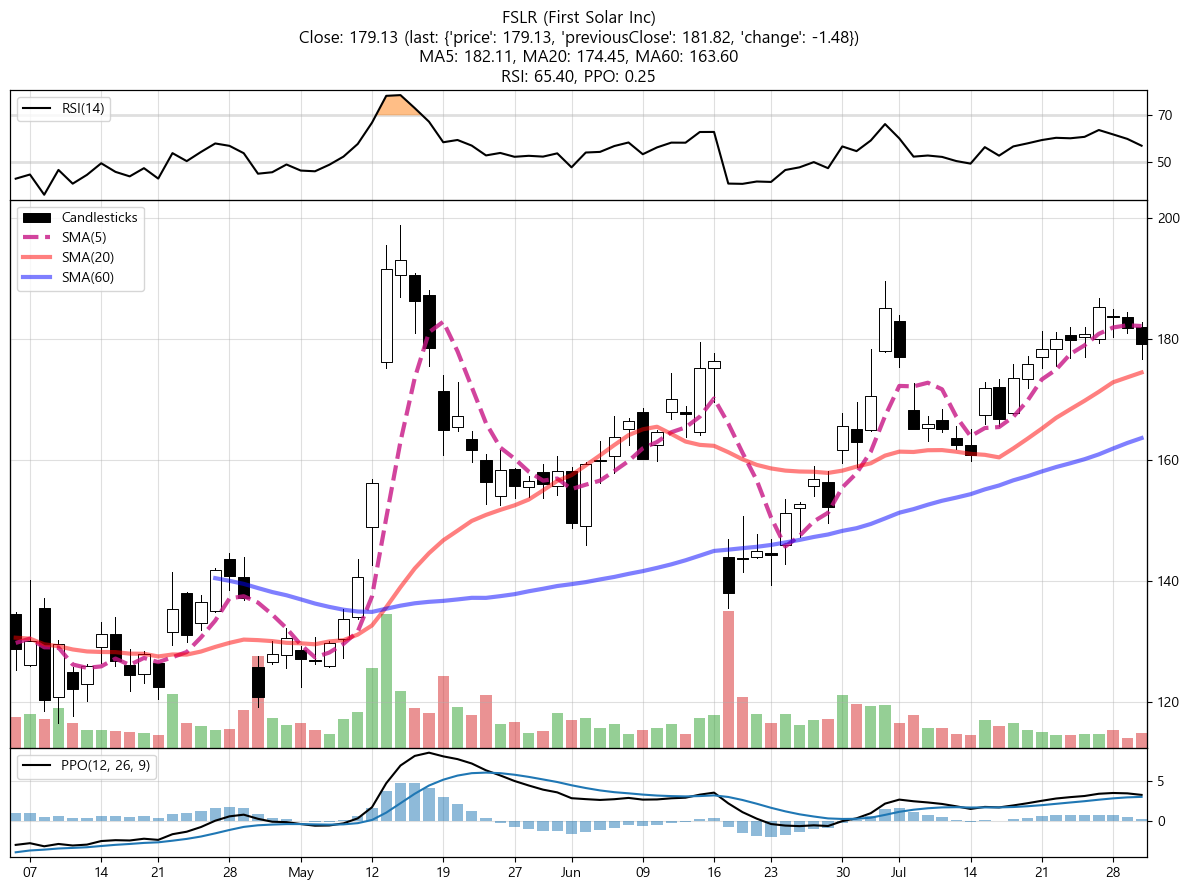 FSLR (First Solar Inc)
Close: 179.13 (last: {'price': 179.13, 'previousClose': 181.82, 'change': -1.48})
MA5: 182.11, MA20: 174.45, MA60: 163.60
RSI: 65.40, PPO: 0.25
RSI(14)
70
50
Candlesticks
SMA(5)
SMA(20)
SMA(60)
200
180
160
140
120
PPO(12, 26, 9)
5
0
07 14 21 28 May 12 19 27 Jun 09 16 23 30 Jul 14 21 28